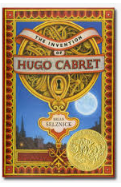 THE INVENTION
OF
HUGO CABRET
BRIAN
SELZNICK